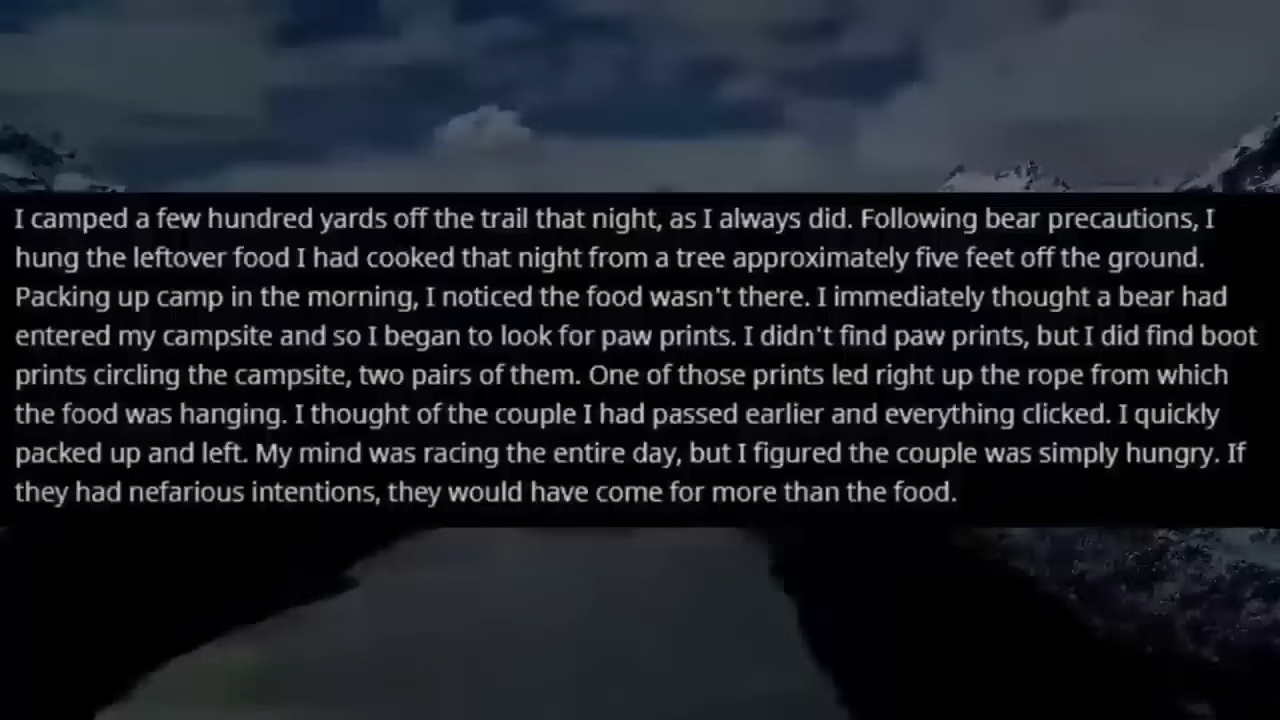 I camped a few hundred yards off the trail that night, as I always did. Following bear precautions, I
hung the leftover food I had cooked that night from a tree approximately five feet off the ground.
Packing up camp in the morning, I noticed the food wasn't there. I immediately thought a bear had
entered my campsite and so I began to look for paw prints. I didn't find paw prints, but I did find boot
prints circling the campsite, two pairs of them. One of those prints led right up the rope from which
the food was hanging. I thought of the couple I had passed earlier and everything clicked. I quickly
packed up and left. My mind was racing the entire day, but I figured the couple was simply hungry. If
they had nefarious intentions, they would have come for more than the food.